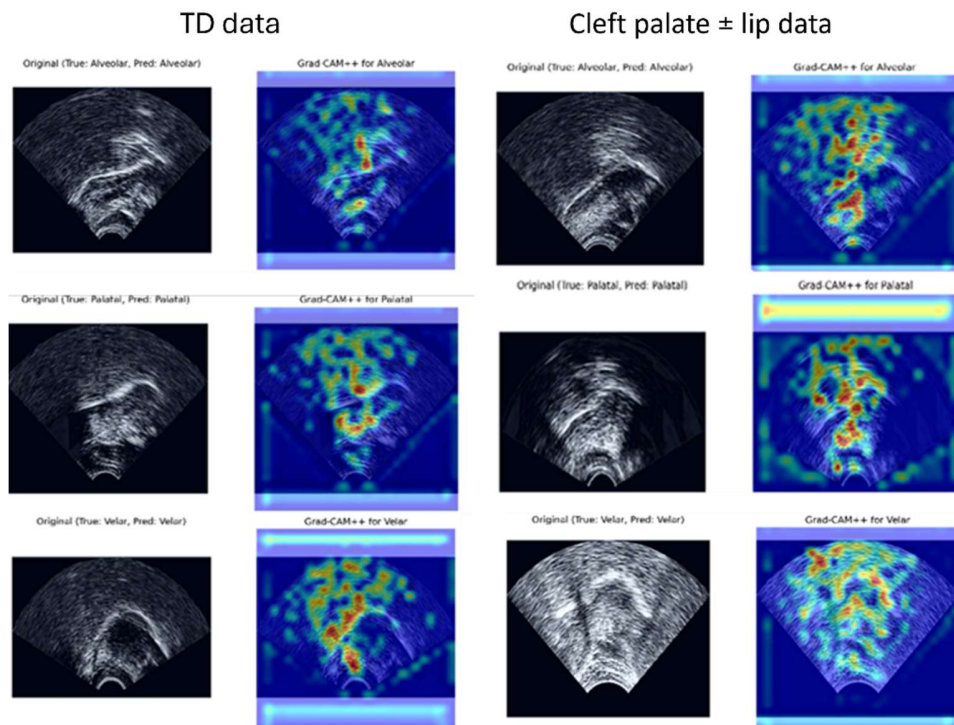 TD data
Cleft palate ± lip data
Original (True: Alveolar, Pred: Alveolar)
Grad-CAM++ for Alveolar
Original (True: Alveolar, Pred: Alveolar)
Grad-CAM++ for Alveolar
Original (True: Palatal, Pred: Palatal)
Grad-CAM++ for Palatal
Original (True: Palatal, Pred: Palatal)
Grad-CAM++ for Palatal
Original (True: Velar, Pred: Velar)
Grad-CAM++ for Velar
Original (True: Velar, Pred: Velar)
Grad-CAM++ for Velar